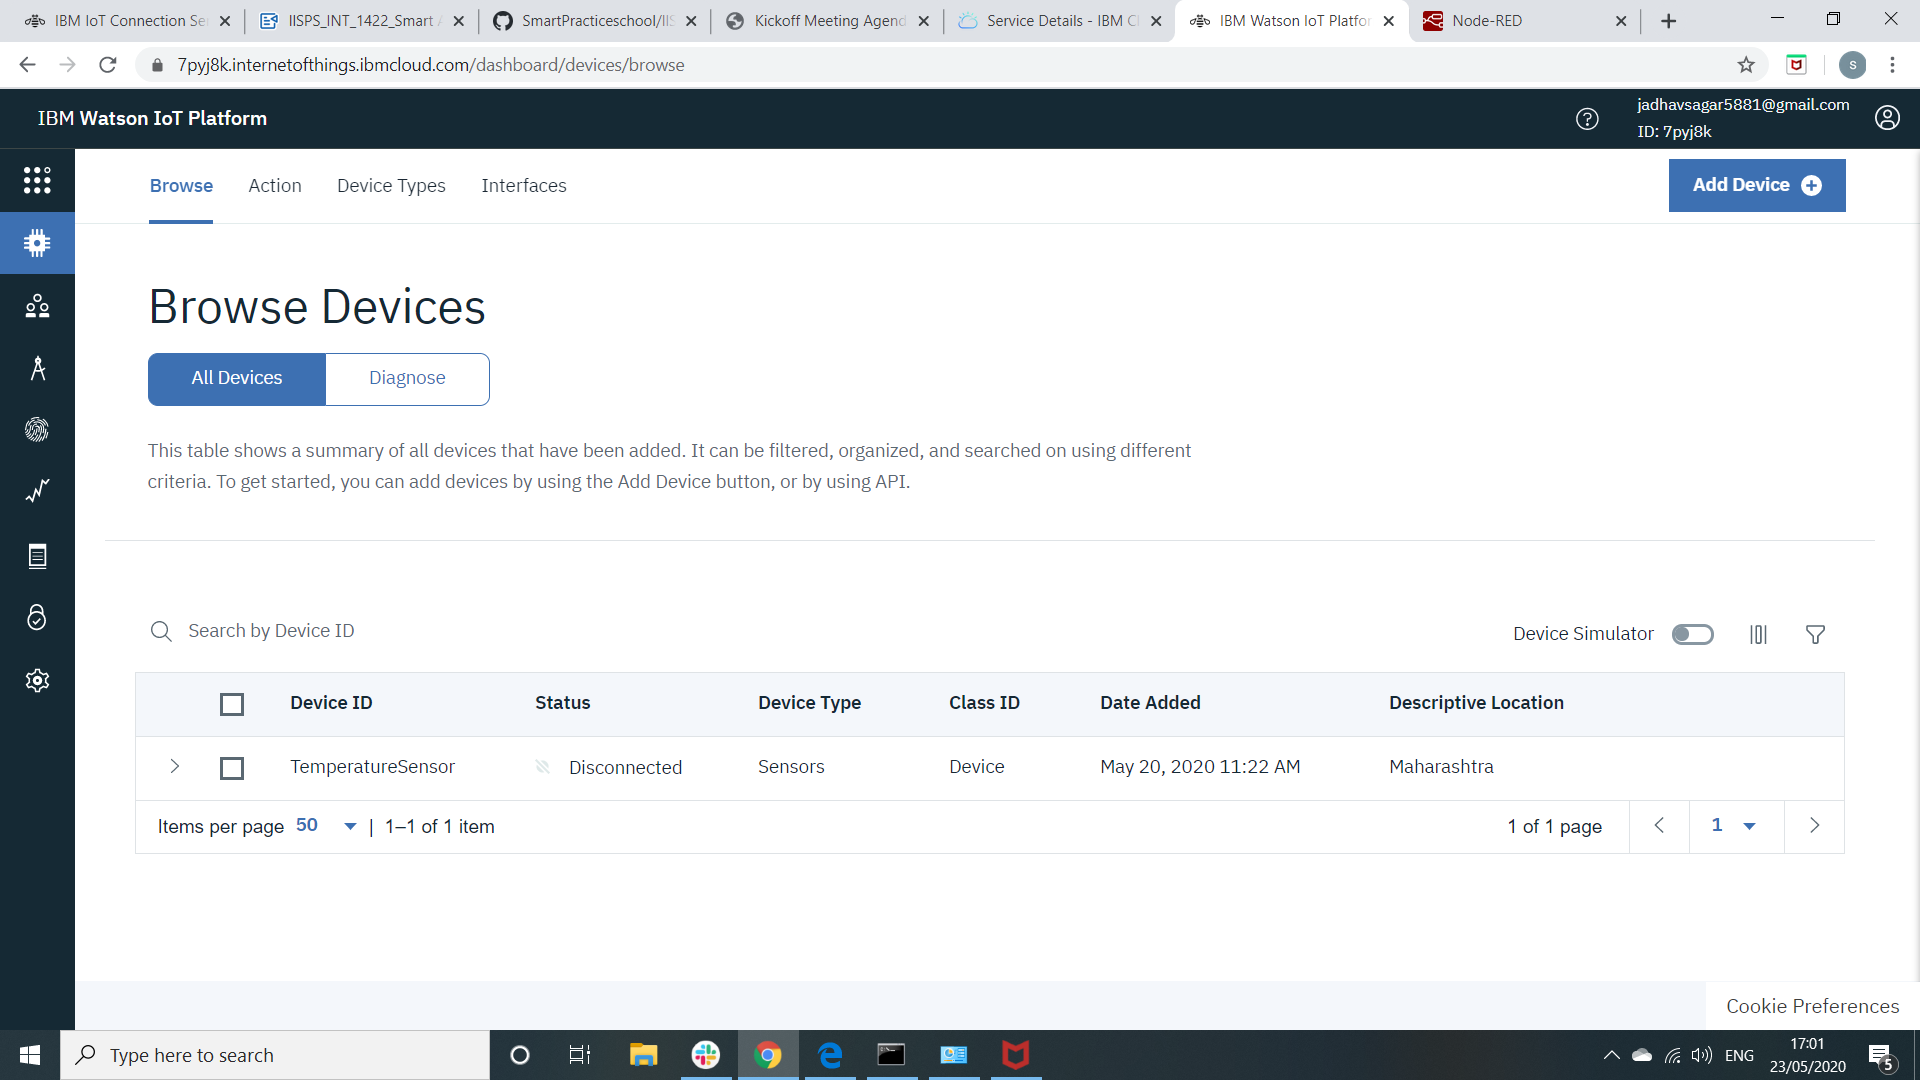 IBM IoT Connection Se
IISPS_INT_1422_Smart A
SmartPracticeschool/IIS
Kickoff Meeting Agend
Service Details - IBM Cl
IBM Watson IoT Platfor
Node-RED
7pyj8k.internetofthings.ibmcloud.com/dashboard/devices/browse
S
IBM Watson IoT Platform
jadhavsagar5881@gmail.com
ID: 7pyj8k
Browse
Action
Device Types
Interfaces
Add Device
Browse Devices
All Devices
Diagnose
This table shows a summary of all devices that have been added. It can be filtered, organized, and searched on using different
criteria. To get started, you can add devices by using the Add Device button, or by using API.
Search by Device ID
Device Simulator
Device ID Status Device Type Class ID Date Added Descriptive Location
TemperatureSensor Disconnected Sensors Device May 20, 2020 11:22 AM Maharashtra
Items per page 50 | 1–1 of 1 item
1 of 1 page
1
Cookie Preferences
Type here to search
ENG
17:01
23/05/2020
5